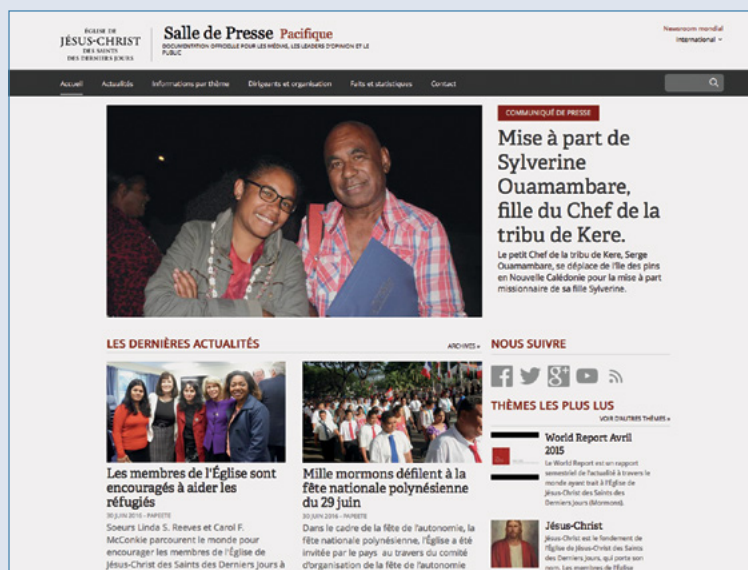 ÉGLISE DE
JÉSUS-CHRIST
DES SAINTS
DES DERNIERS JOURS
Salle de Presse Pacifique
DOCUMENTATION OFFICIELLE POUR LES MÉDIAS, LES LEADERS D'OPINION ET LE
PUBLIC
Newsroom mondial
International
Accueil Actualités Informations par thème Dirigeants et organisation Faits et statistiques Contact
COMMUNIQUÉ DE PRESSE
Mise à part de
Sylverine
Ouamambare,
fille du Chef de la
tribu de Kere.
Le petit Chef de la tribu de Kere, Serge
Ouamambare, se déplace de l'île des pins
en Nouvelle Calédonie pour la mise à part
missionnaire de sa fille Sylverine.
LES DERNIÈRES ACTUALITÉS
ARCHIVES »
Les membres de l'Église sont
encouragés à aider les
réfugiés
30 JUIN 2016 - PAPEETE
Soeurs Linda S. Reeves et Carol F.
McConkie parcourent le monde pour
encourager les membres de l'Église de
Jésus-Christ des Saints des Derniers Jours à
Mille mormons défilent à la
fête nationale polynésienne
du 29 juin
30 JUIN 2016 - PAPEETE
Dans le cadre de la fête de l'autonomie, la
fête nationale polynésienne, l'Église a été
invitée par le pays au travers du comité
d'organisation de la fête de l'autonomie
NOUS SUIVRE
THÈMES LES PLUS LUS
VOIR D'AUTRES THÈMES »
World Report Avril
2015
Le World Report est un rapport
semestriel de l'actualité à travers le
monde ayant trait à l'Église de
Jésus-Christ des Saints des
Derniers Jours (Mormons).
Jésus-Christ
Jésus-Christ est le fondement de
l'Église de Jésus-Christ des Saints
des Derniers Jours, qui porte son
nom. Les membres de l'Église